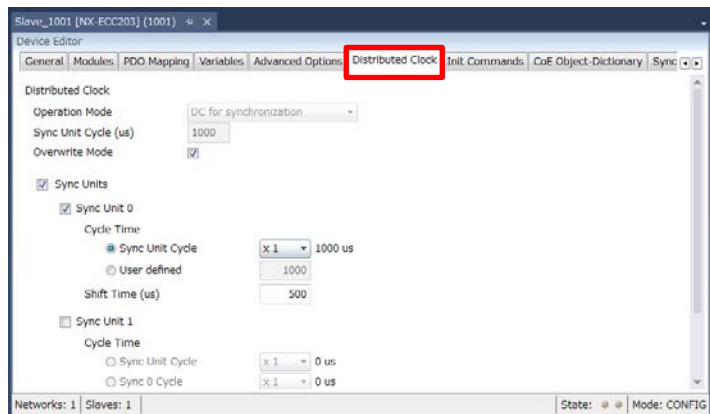 Slave_1001 [NX-ECC203] (1001)
Device Editor
General Modules PDO Mapping Variables Advanced Options Distributed Clock Init Commands CoE Object-Dictionary Sync
Distributed Clock
Operation Mode DC for synchronization
Sync Unit Cycle (us) 1000
Overwrite Mode
Sync Units
Sync Unit 0
Cycle Time
Sync Unit Cycle x 1 1000 us
User defined 1000
Shift Time (us) 500
Sync Unit 1
Cycle Time
Sync Unit Cycle x 1 0 us
Sync 0 Cycle x 1 0 us
Networks: 1 Slaves: 1 State: Mode: CONFIG